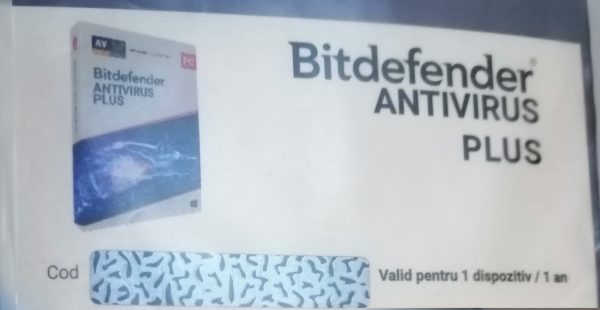 AV
PC
Bitdefender
ANTIVIRUS
PLUS
Bitdefender®
ANTIVIRUS
PLUS
Cod
Valid pentru 1 dispozitiv / 1 an